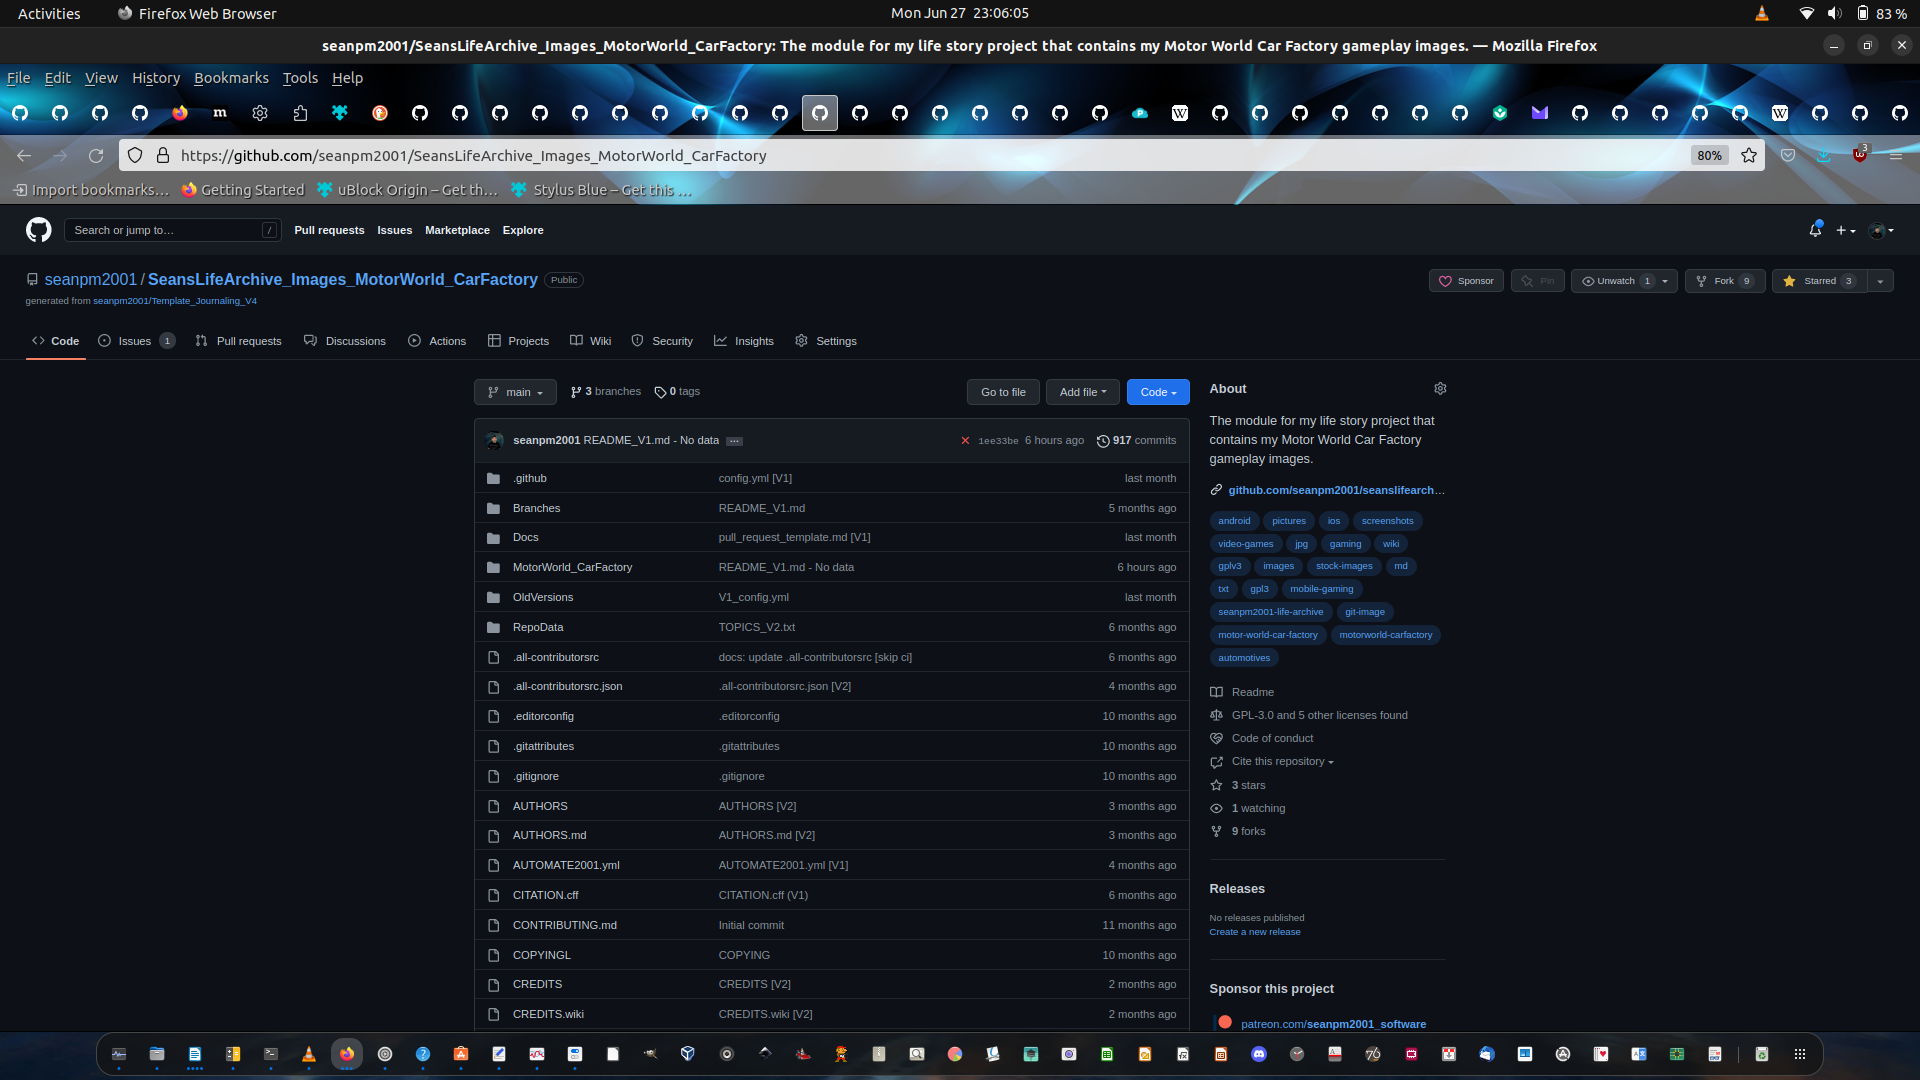 Activities Firefox Web Browser Mon Jun 27 23:06:05 83 %
seanpm2001/SeansLifeArchive_Images_MotorWorld_CarFactory: The module for my life story project that contains my Motor World Car Factory gameplay images. — Mozilla Firefox
File Edit View History Bookmarks Tools Help
https://github.com/seanpm2001/SeansLifeArchive_Images_MotorWorld_CarFactory 80% 3
Import bookmarks… Getting Started uBlock Origin – Get th… Stylus Blue – Get this …
Search or jump to… / Pull requests Issues Marketplace Explore
seanpm2001 / SeansLifeArchive_Images_MotorWorld_CarFactory Public Sponsor Pin Unwatch 1 Fork 9 Starred 3
generated from seanpm2001/Template_Journaling_V4
Code Issues 1 Pull requests Discussions Actions Projects Wiki Security Insights Settings
main 3 branches 0 tags Go to file Add file Code
seanpm2001 README_V1.md - No data … 1ee33be 6 hours ago 917 commits
.github config.yml [V1] last month
Branches README_V1.md 5 months ago
Docs pull_request_template.md [V1] last month
MotorWorld_CarFactory README_V1.md - No data 6 hours ago
OldVersions V1_config.yml last month
RepoData TOPICS_V2.txt 6 months ago
.all-contributorsrc docs: update .all-contributorsrc [skip ci] 6 months ago
.all-contributorsrc.json .all-contributorsrc.json [V2] 4 months ago
.editorconfig .editorconfig 10 months ago
.gitattributes .gitattributes 10 months ago
.gitignore .gitignore 10 months ago
AUTHORS AUTHORS [V2] 3 months ago
AUTHORS.md AUTHORS.md [V2] 3 months ago
AUTOMATE2001.yml AUTOMATE2001.yml [V1] 4 months ago
CITATION.cff CITATION.cff (V1) 6 months ago
CONTRIBUTING.md Initial commit 11 months ago
COPYINGL COPYING 10 months ago
CREDITS CREDITS [V2] 2 months ago
CREDITS.wiki CREDITS.wiki [V2] 2 months ago
About
The module for my life story project that
contains my Motor World Car Factory
gameplay images.
github.com/seanpm2001/seanslifearch…
android pictures ios screenshots
video-games jpg gaming wiki
gplv3 images stock-images md
txt gpl3 mobile-gaming
seanpm2001-life-archive git-image
motor-world-car-factory motorworld-carfactory
automotives
Readme
GPL-3.0 and 5 other licenses found
Code of conduct
Cite this repository
3 stars
1 watching
9 forks
Releases
No releases published
Create a new release
Sponsor this project
patreon.com/seanpm2001_software